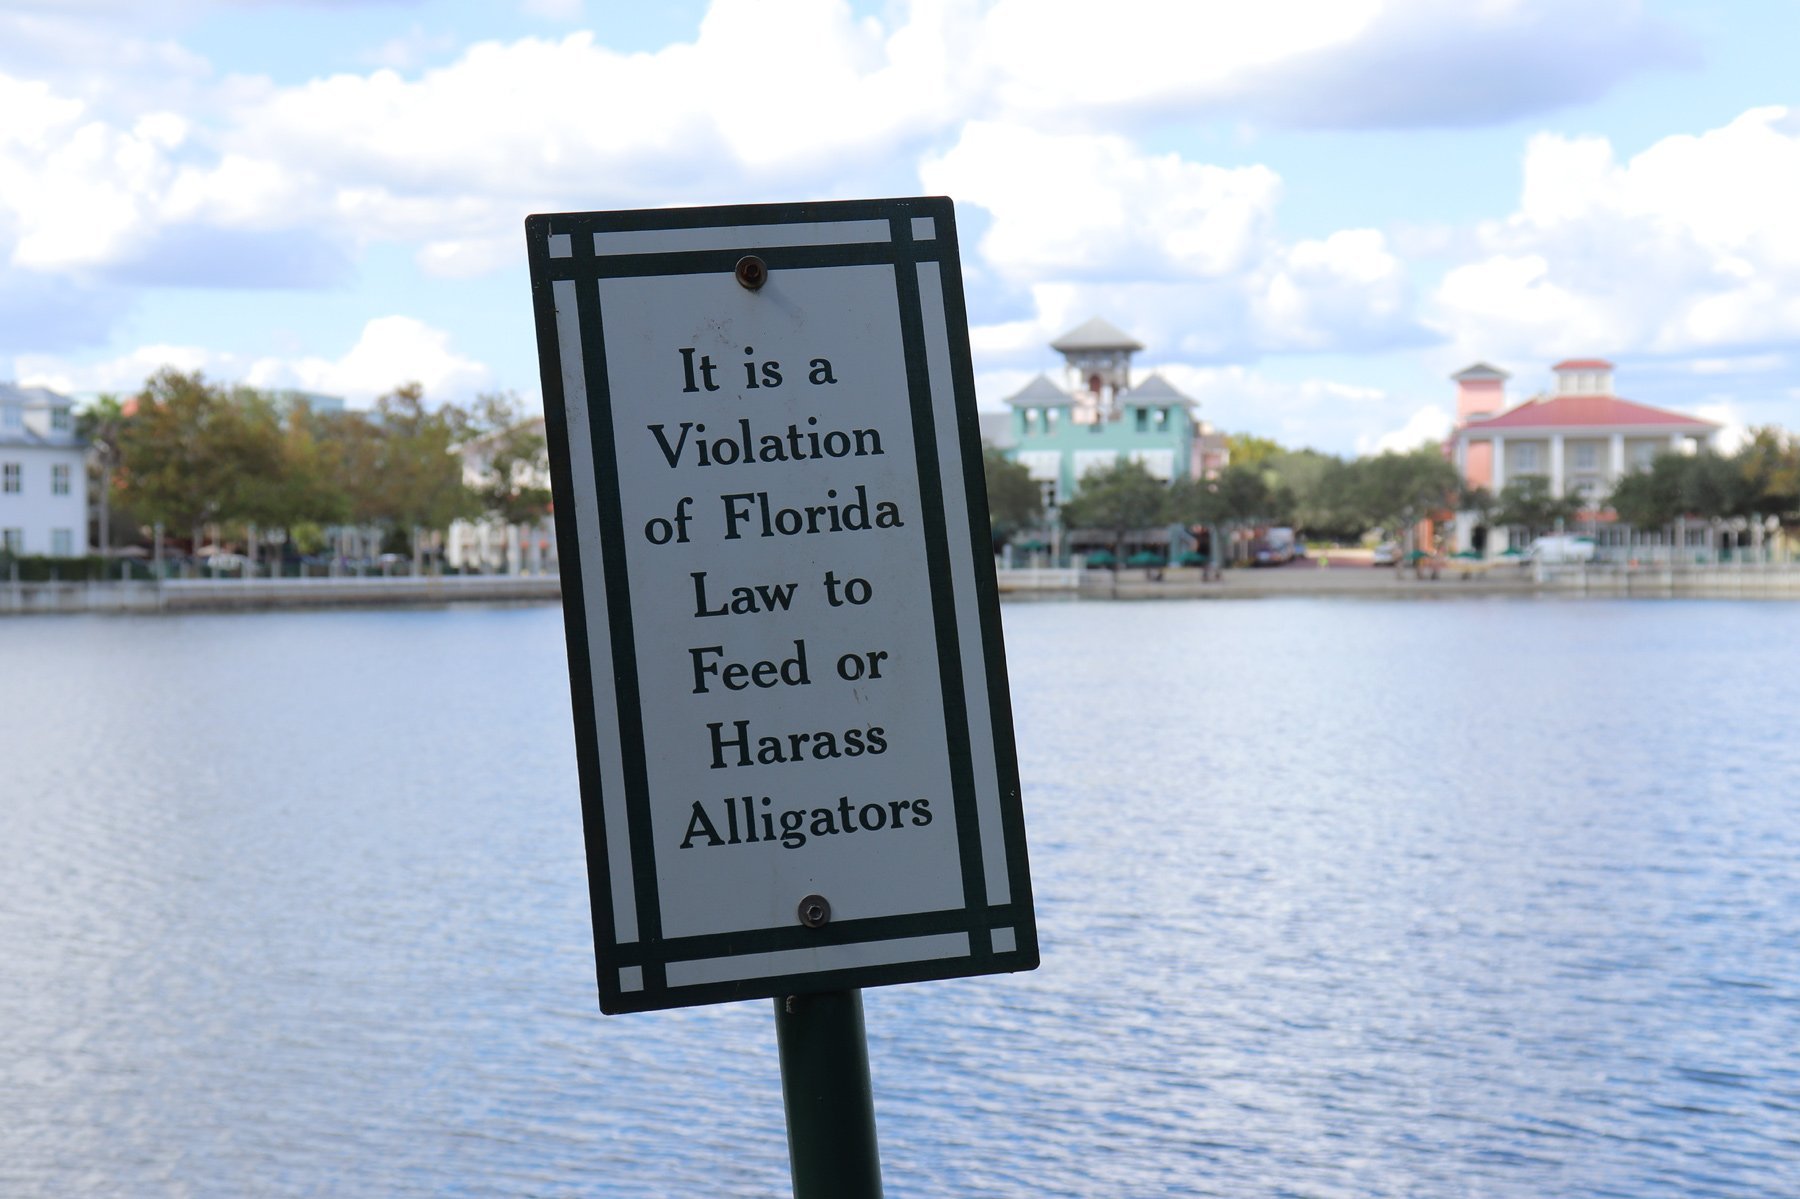 It is a
Violation
of Florida
Law to
Feed or
Harass
Alligators